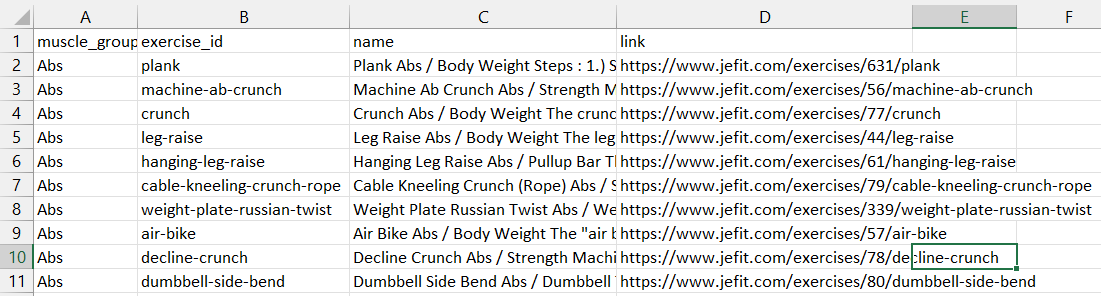 A B C D E F
1 muscle_group exercise_id name link
2 Abs plank Plank Abs / Body Weight Steps : 1.) S https://www.jefit.com/exercises/631/plank
3 Abs machine-ab-crunch Machine Ab Crunch Abs / Strength M https://www.jefit.com/exercises/56/machine-ab-crunch
4 Abs crunch Crunch Abs / Body Weight The crunc https://www.jefit.com/exercises/77/crunch
5 Abs leg-raise Leg Raise Abs / Body Weight The leg https://www.jefit.com/exercises/44/leg-raise
6 Abs hanging-leg-raise Hanging Leg Raise Abs / Pullup Bar Th https://www.jefit.com/exercises/61/hanging-leg-raise
7 Abs cable-kneeling-crunch-rope Cable Kneeling Crunch (Rope) Abs / S https://www.jefit.com/exercises/79/cable-kneeling-crunch-rope
8 Abs weight-plate-russian-twist Weight Plate Russian Twist Abs / We https://www.jefit.com/exercises/339/weight-plate-russian-twist
9 Abs air-bike Air Bike Abs / Body Weight The "air b https://www.jefit.com/exercises/57/air-bike
10 Abs decline-crunch Decline Crunch Abs / Strength Machi https://www.jefit.com/exercises/78/decline-crunch
11 Abs dumbbell-side-bend Dumbbell Side Bend Abs / Dumbbell https://www.jefit.com/exercises/80/dumbbell-side-bend